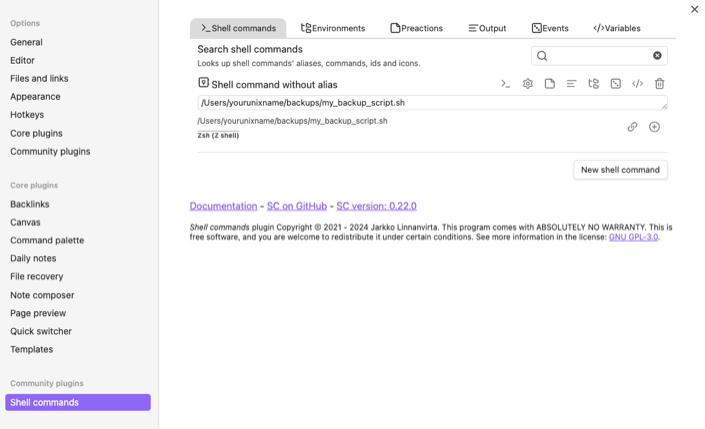 Options
General
Editor
Files and links
Appearance
Hotkeys
Core plugins
Community plugins
Core plugins
Backlinks
Canvas
Command palette
Daily notes
File recovery
Note composer
Page preview
Quick switcher
Templates
Community plugins
Shell commands
Shell commands Environments Preactions Output Events Variables
Search shell commands
Looks up shell commands' aliases, commands, ids and icons.
Shell command without alias
/Users/yourunixname/backups/my_backup_script.sh
/Users/yourunixname/backups/my_backup_script.sh
Zsh (Z shell)
New shell command
Documentation - SC on GitHub - SC version: 0.22.0
Shell commands plugin Copyright © 2021 - 2024 Jarkko Linnanvirta. This program comes with ABSOLUTELY NO WARRANTY. This is
free software, and you are welcome to redistribute it under certain conditions. See more information in the license: GNU GPL-3.0.